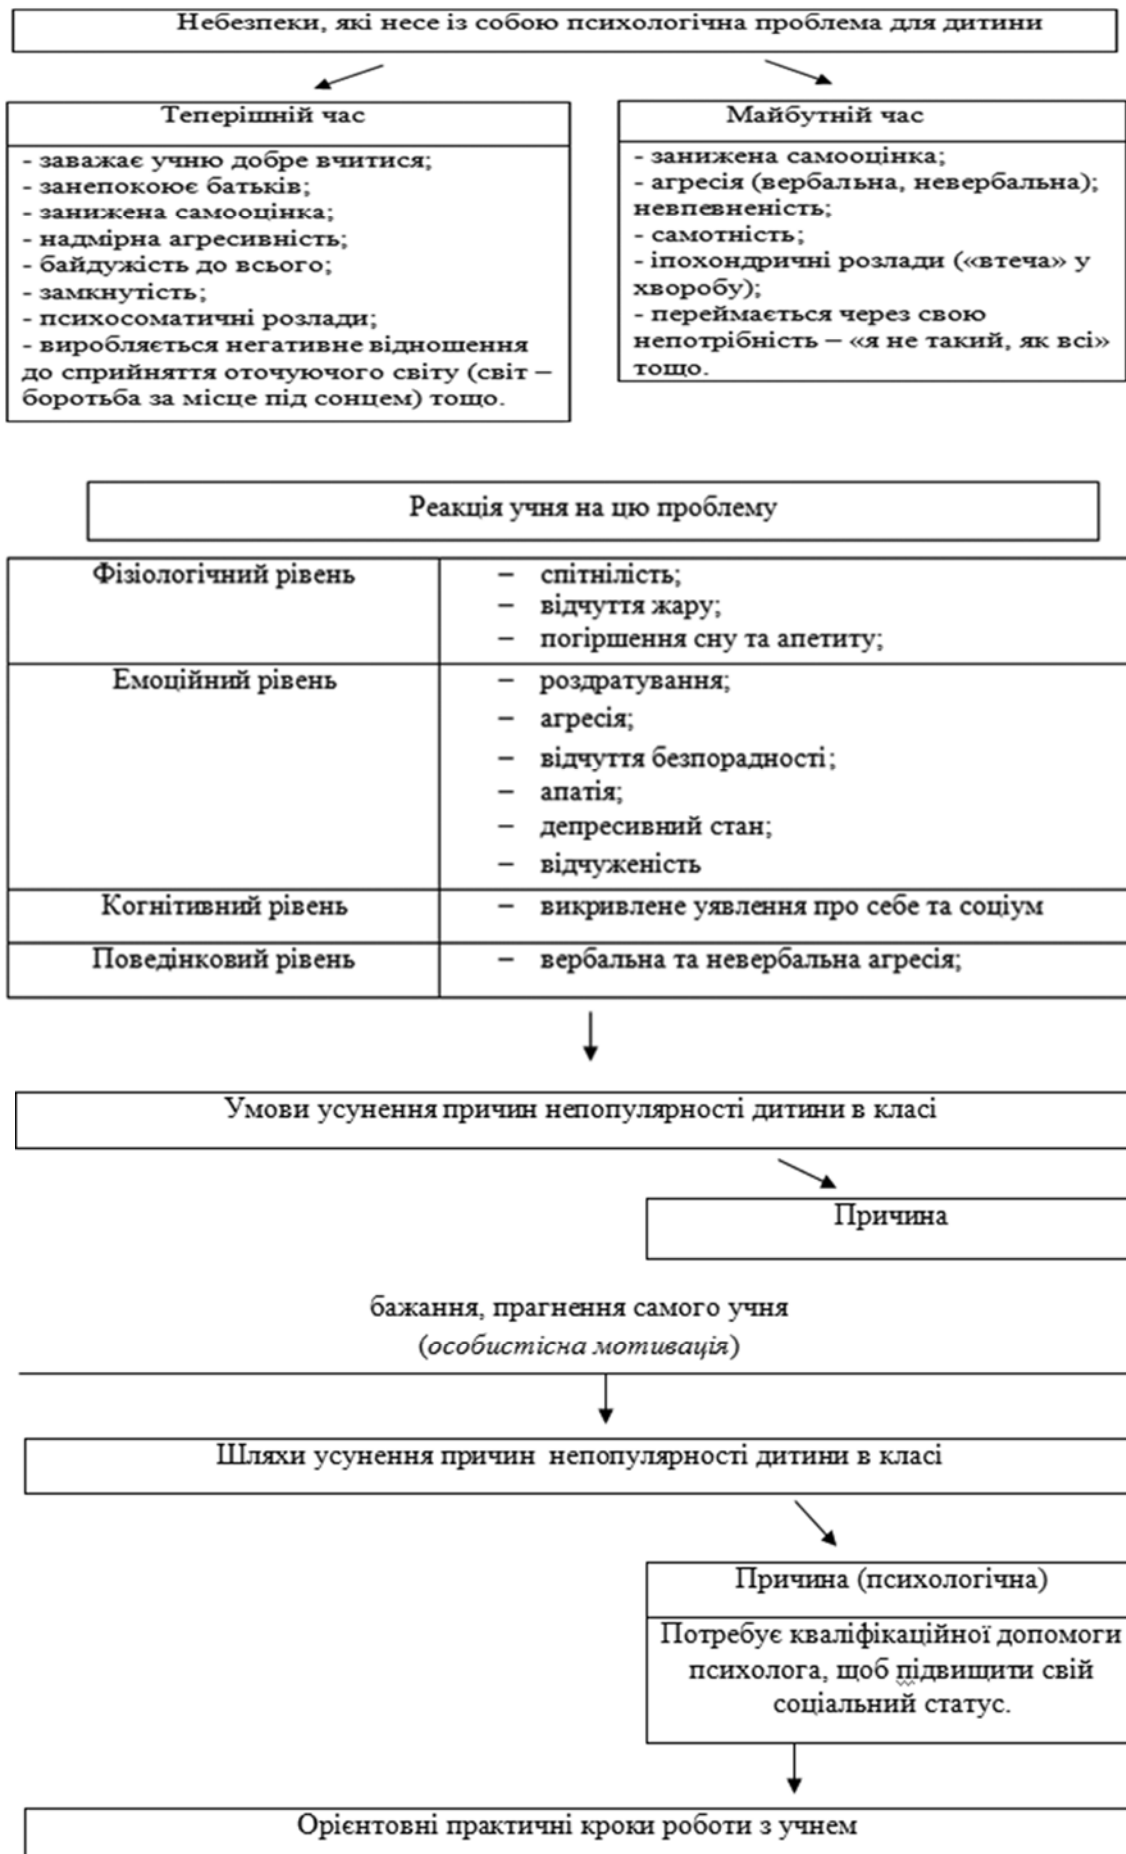 Небезпеки, які несе із собою психологічна проблема для дитини
Теперішній час
- заважає учню добре вчитися;
- занепокоює батьків;
- занижена самооцінка;
- надмірна агресивність;
- байдужість до всього;
- замкнутість;
- психосоматичні розлади;
- виробляється негативне відношення
до сприйняття оточуючого світу (світ –
боротьба за місце під сонцем) тощо.
Майбутній час
- занижена самооцінка;
- агресія (вербальна, невербальна);
невпевненість;
- самотність;
- іпохондричні розлади («втеча» у
хворобу);
- переймається через свою
непотрібність – «я не такий, як всі»
тощо.
Реакція учня на цю проблему
Фізіологічний рівень
– спітнілість;
– відчуття жару;
– погіршення сну та апетиту;
Емоційний рівень
– роздратування;
– агресія;
– відчуття безпорадності;
– апатія;
– депресивний стан;
– відчуженість
Когнітивний рівень
– викривлене уявлення про себе та соціум
Поведінковий рівень
– вербальна та невербальна агресія;
Умови усунення причин непопулярності дитини в класі
Причина
бажання, прагнення самого учня
(особистісна мотивація)
Шляхи усунення причин непопулярності дитини в класі
Причина (психологічна)
Потребує кваліфікаційної допомоги
психолога, щоб підвищити свій
соціальний статус.
Орієнтовні практичні кроки роботи з учнем